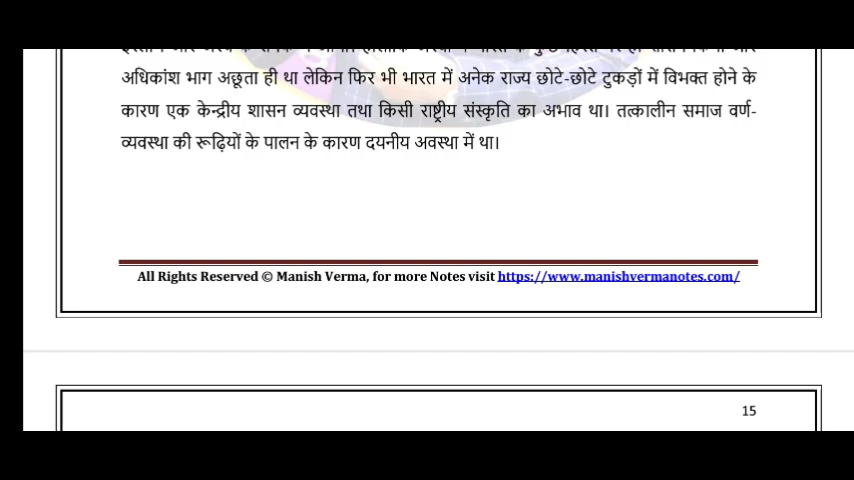 अधिकांश भाग अछूता ही था लेकिन फिर भी भारत में अनेक राज्य छोटे-छोटे टुकड़ों में विभक्त होने के
कारण एक केन्द्रीय शासन व्यवस्था तथा किसी राष्ट्रीय संस्कृति का अभाव था। तत्कालीन समाज वर्ण-
व्यवस्था की रूढ़ियों के पालन के कारण दयनीय अवस्था में था।
All Rights Reserved © Manish Verma, for more Notes visit https://www.manishvermanotes.com/
15